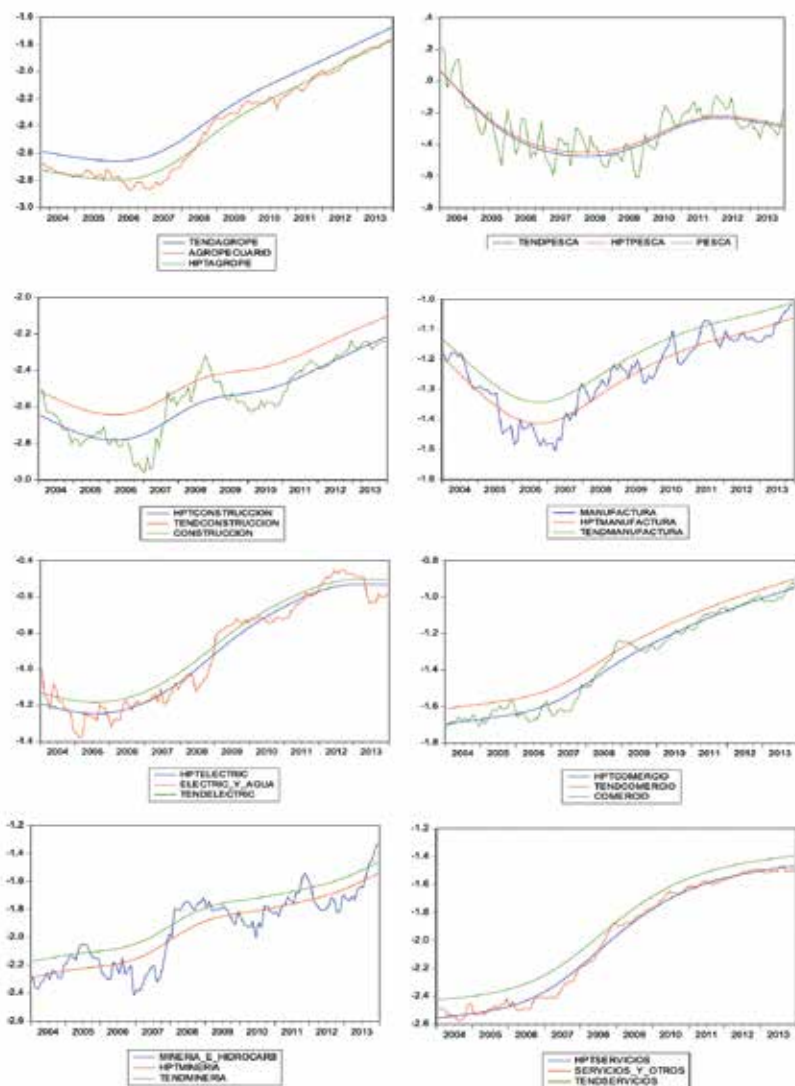 -1.6
-1.8
-2.0
-2.2
-2.4
-2.6
-2.8
-3.0
2004 2005 2006 2007 2008 2009 2010 2011 2012 2013
TENDAGROPE
AGROPECUARIO
HPTAGROPE
.4
.2
.0
-.2
-.4
-.6
-.8
2004 2005 2006 2007 2008 2009 2010 2011 2012 2013
TENDPESCA HPTPESCA PESCA
-2.0
-2.2
-2.4
-2.6
-2.8
-3.0
2004 2005 2006 2007 2008 2009 2010 2011 2012 2013
HPTCONSTRUCCION
TENDCONSTRUCCION
CONSTRUCCION
-1.0
-1.1
-1.2
-1.3
-1.4
-1.5
-1.6
2004 2005 2006 2007 2008 2009 2010 2011 2012 2013
MANUFACTURA
HPTMANUFACTURA
TENDMANUFACTURA
-0.4
-0.6
-0.8
-1.0
-1.2
-1.4
2004 2005 2006 2007 2008 2009 2010 2011 2012 2013
HPTELECTRIC
ELECTRIC_Y_AGUA
TENDELECTRIC
-0.8
-1.0
-1.2
-1.4
-1.6
-1.8
2004 2005 2006 2007 2008 2009 2010 2011 2012 2013
HPTCOMERCIO
TENDCOMERCIO
COMERCIO
-1.2
-1.4
-1.6
-1.8
-2.0
-2.2
-2.4
-2.6
2004 2005 2006 2007 2008 2009 2010 2011 2012 2013
MINERIA_E_HIDROCARB
HPTMINERIA
TENDMINERIA
-1.2
-1.4
-1.6
-1.8
-2.0
-2.2
-2.4
-2.6
2004 2005 2006 2007 2008 2009 2010 2011 2012 2013
HPTSERVICIOS
SERVICIOS_Y_OTROS
TENDSERVICIOS